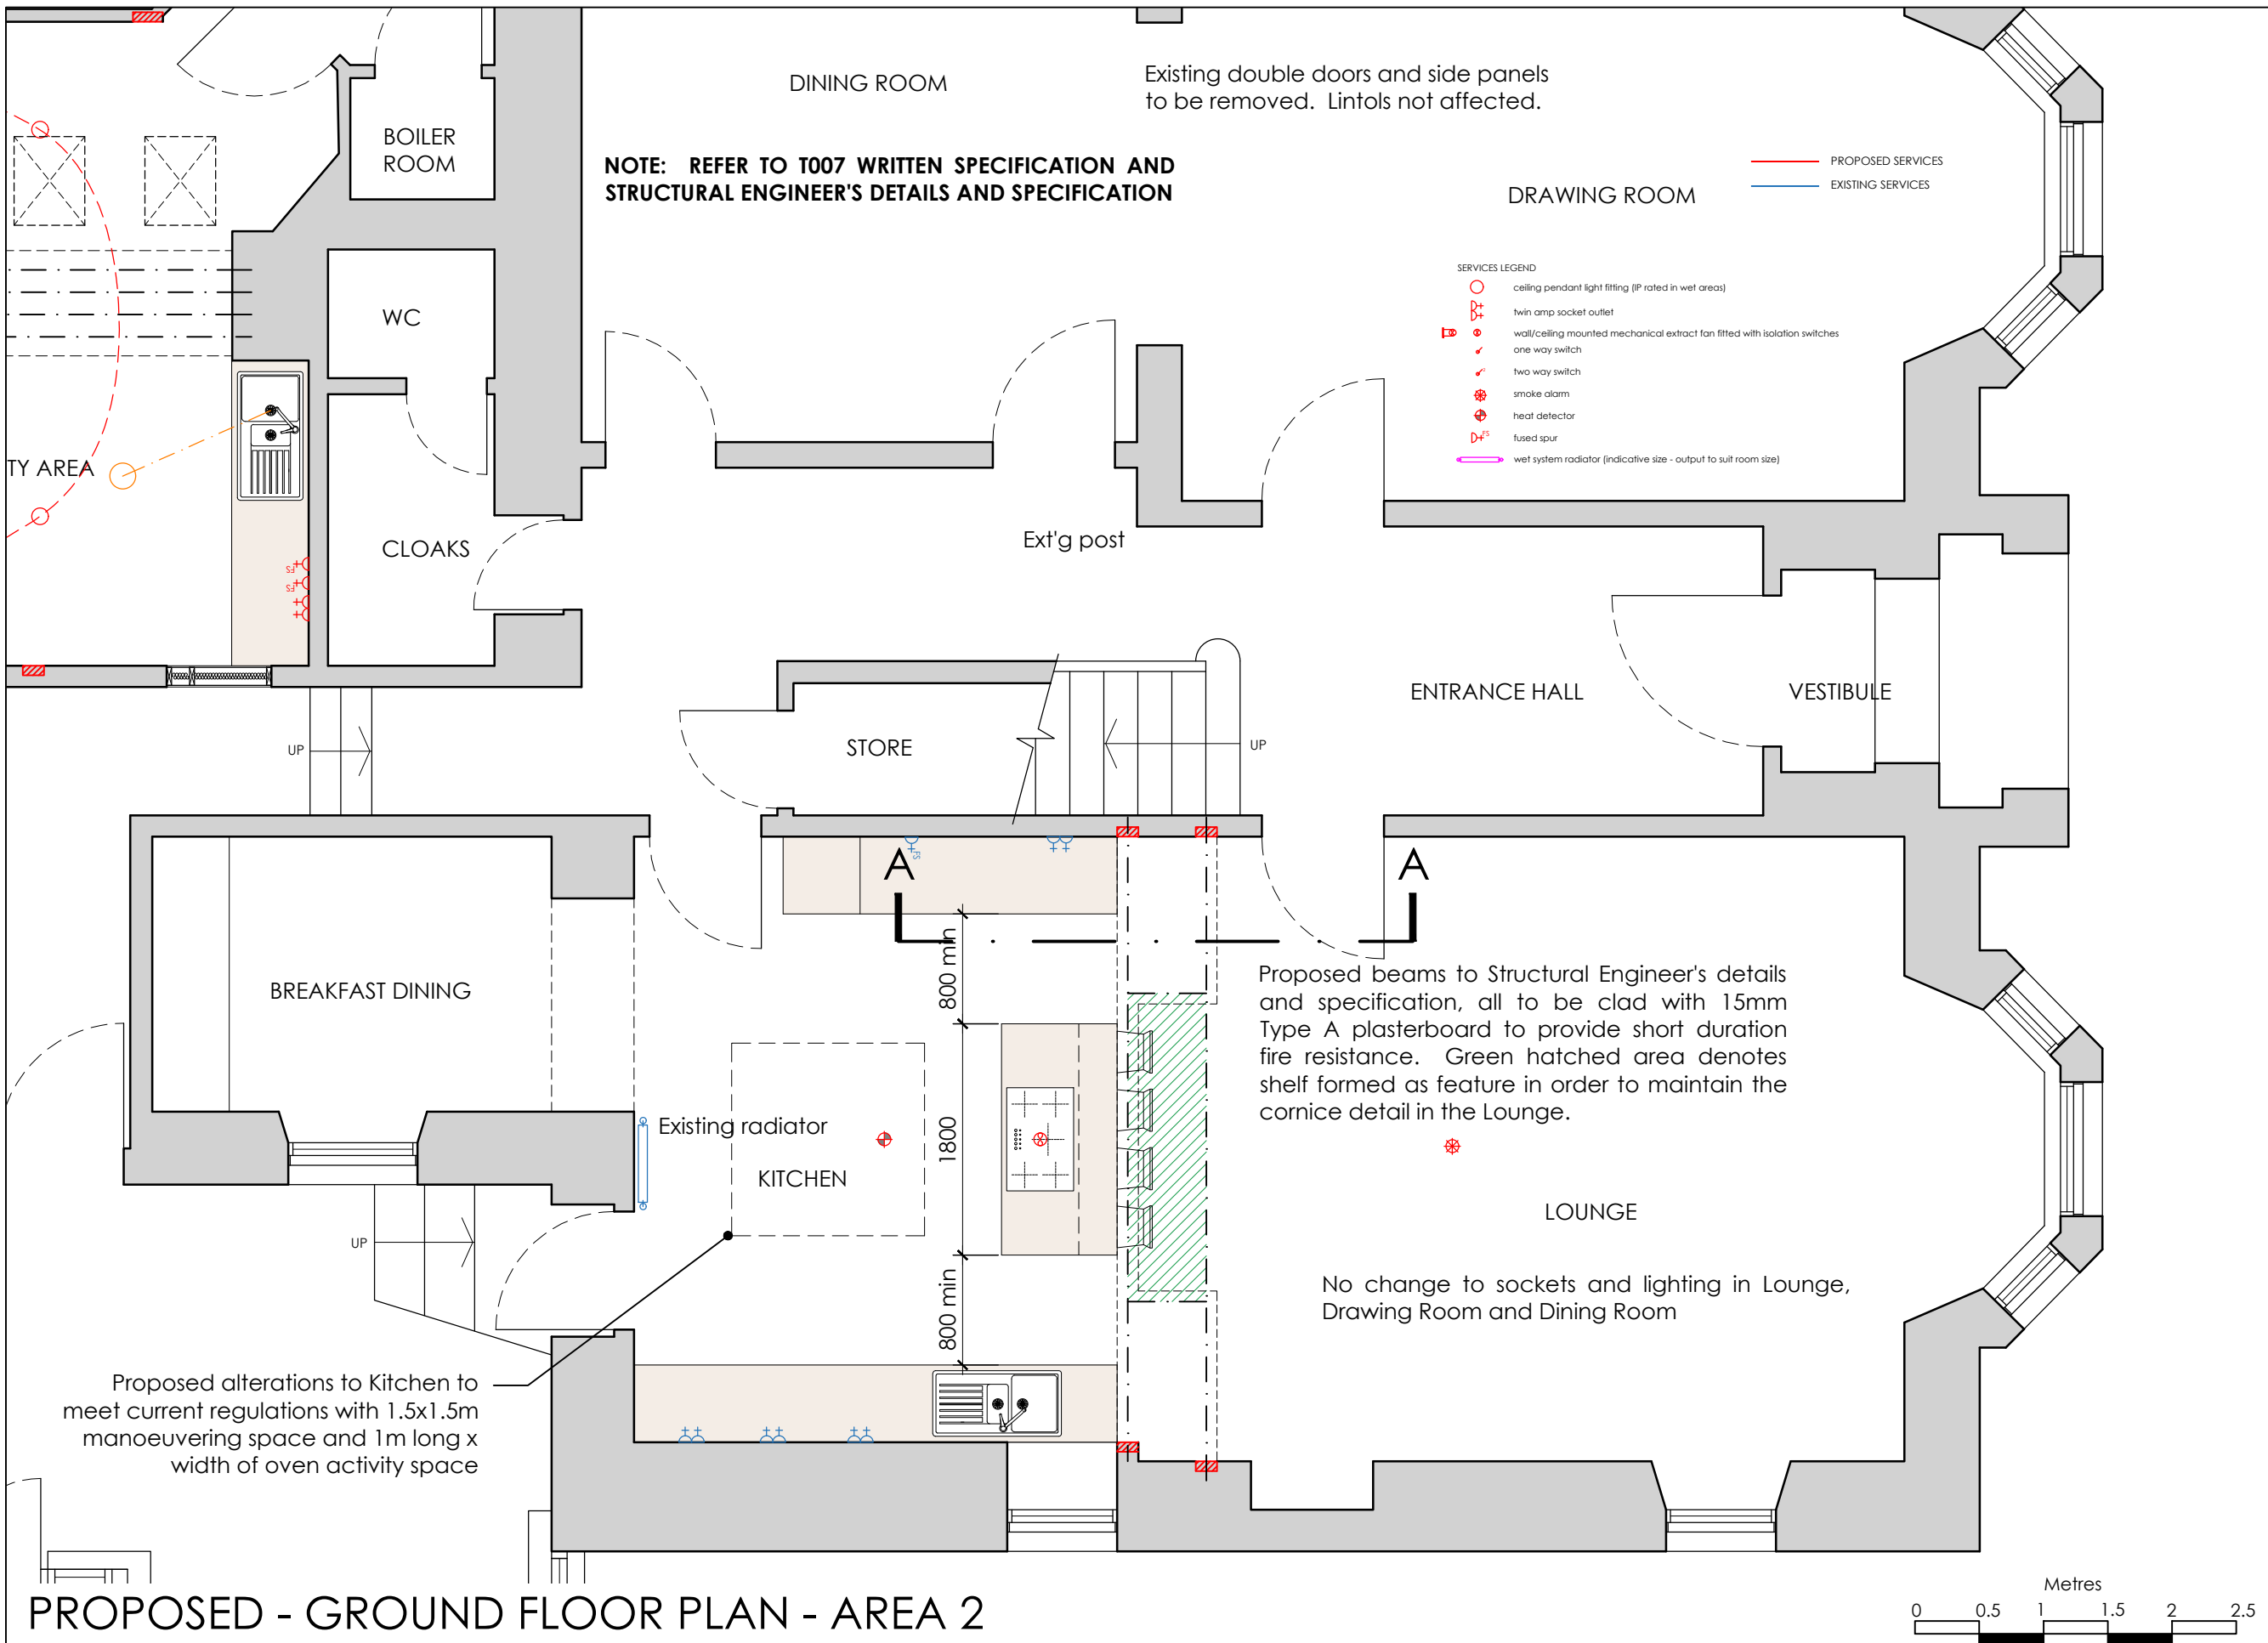 DINING ROOM
Existing double doors and side panels
to be removed.  Lintols not affected.
BOILER
ROOM
NOTE:  REFER TO T007 WRITTEN SPECIFICATION AND
STRUCTURAL ENGINEER'S DETAILS AND SPECIFICATION
PROPOSED SERVICES
EXISTING SERVICES
DRAWING ROOM
SERVICES LEGEND
ceiling pendant light fitting (IP rated in wet areas)
twin amp socket outlet
wall/ceiling mounted mechanical extract fan fitted with isolation switches
one way switch
two way switch
smoke alarm
heat detector
FS
fused spur
wet system radiator (indicative size - output to suit room size)
WC
TY AREA
CLOAKS
Ext'g post
FS
FS
ENTRANCE HALL
VESTIBULE
STORE
UP
UP
FS
A
A
800 min
BREAKFAST DINING
Proposed beams to Structural Engineer's details
and specification, all to be clad with 15mm
Type A plasterboard to provide short duration
fire resistance.  Green hatched area denotes
shelf formed as feature in order to maintain the
cornice detail in the Lounge.
Existing radiator
1800
KITCHEN
LOUNGE
UP
800 min
No change to sockets and lighting in Lounge,
Drawing Room and Dining Room
Proposed alterations to Kitchen to
meet current regulations with 1.5x1.5m
manoeuvering space and 1m long x
width of oven activity space
PROPOSED - GROUND FLOOR PLAN - AREA 2
Metres
0 0.5 1 1.5 2 2.5